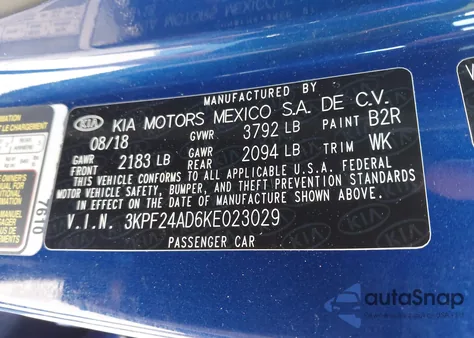 MANUFACTURED BY
KIA KIA MOTORS MEXICO S.A. DE C.V.
08/18 GVWR 3792 LB PAINT B2R
GAWR FRONT 2183 LB GAWR REAR 2094 LB TRIM WK
THIS VEHICLE CONFORMS TO ALL APPLICABLE U.S.A. FEDERAL
MOTOR VEHICLE SAFETY, BUMPER, AND THEFT PREVENTION STANDARDS
IN EFFECT ON THE DATE OF MANUFACTURE SHOWN ABOVE.
V.I.N. 3KPF24AD6KE023029
PASSENGER CAR
7610
autoSnap